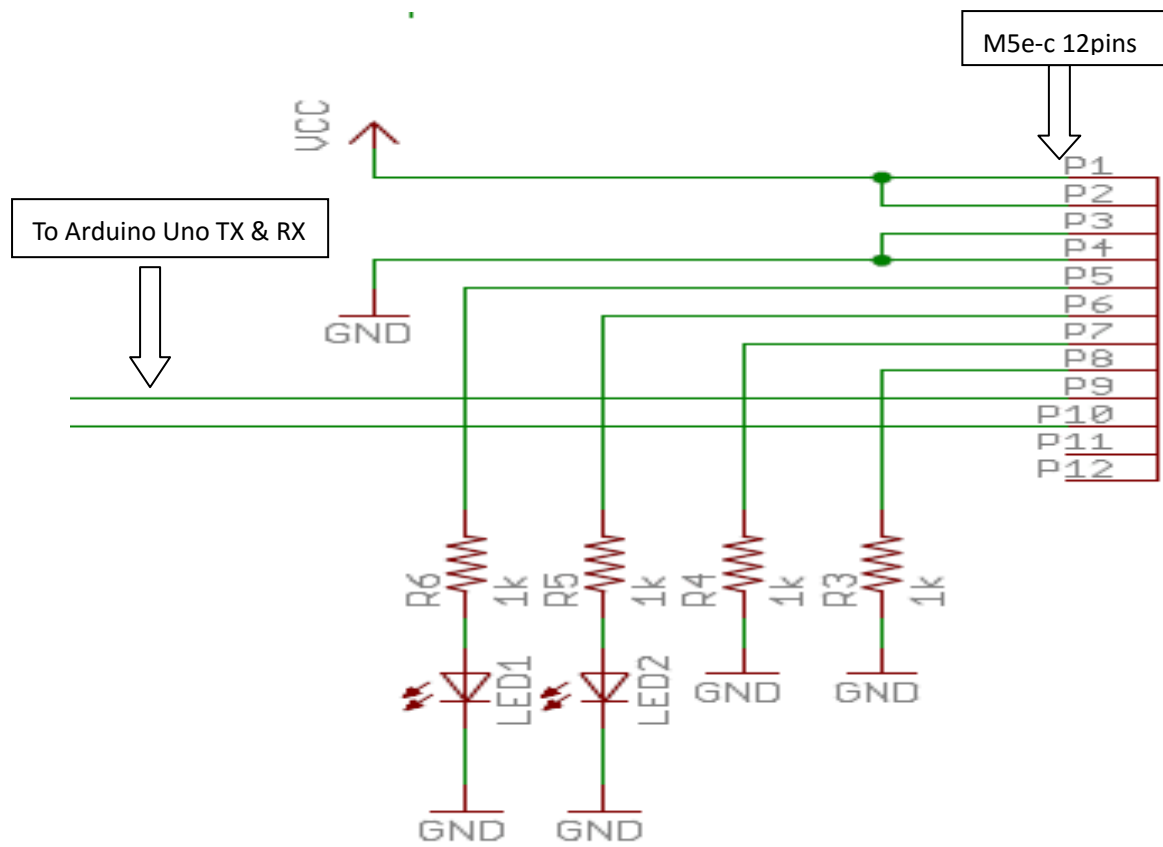 M5e-c 12pins
VCC
P1
P2
P3
P4
P5
P6
P7
P8
P9
P10
P11
P12
To Arduino Uno TX & RX
GND
R6 1k
R5 1k
R4 1k
R3 1k
LED1
LED2
GND
GND
GND
GND